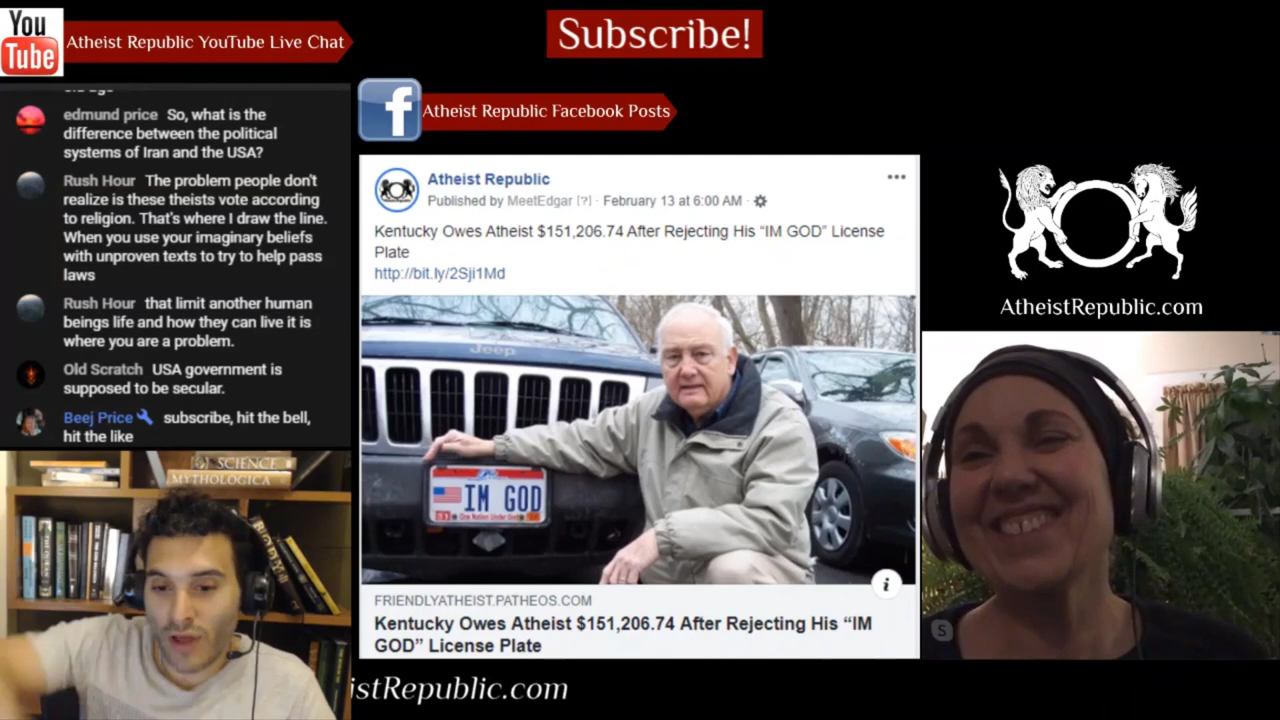 You
Tube
Atheist Republic YouTube Live Chat
Subscribe!
edmund price So, what is the
difference between the political
systems of Iran and the USA?
Rush Hour The problem people don't
realize is these theists vote according
to religion. That's where I draw the line.
When you use your imaginary beliefs
with unproven texts to try to help pass
laws
Rush Hour that limit another human
beings life and how they can live it is
where you are a problem.
Old Scratch USA government is
supposed to be secular.
Beej Price subscribe, hit the bell,
hit the like
SCIENCE
MYTHOLOGICA
f
Atheist Republic Facebook Posts
Atheist Republic
Published by MeetEdgar [?] · February 13 at 6:00 AM ·
Kentucky Owes Atheist $151,206.74 After Rejecting His “IM GOD” License
Plate
http://bit.ly/2Sji1Md
Jeep
IM GOD
One Nation Under God
i
FRIENDLYATHEIST.PATHEOS.COM
Kentucky Owes Atheist $151,206.74 After Rejecting His “IM
GOD” License Plate
istRepublic.com
AtheistRepublic.com
S